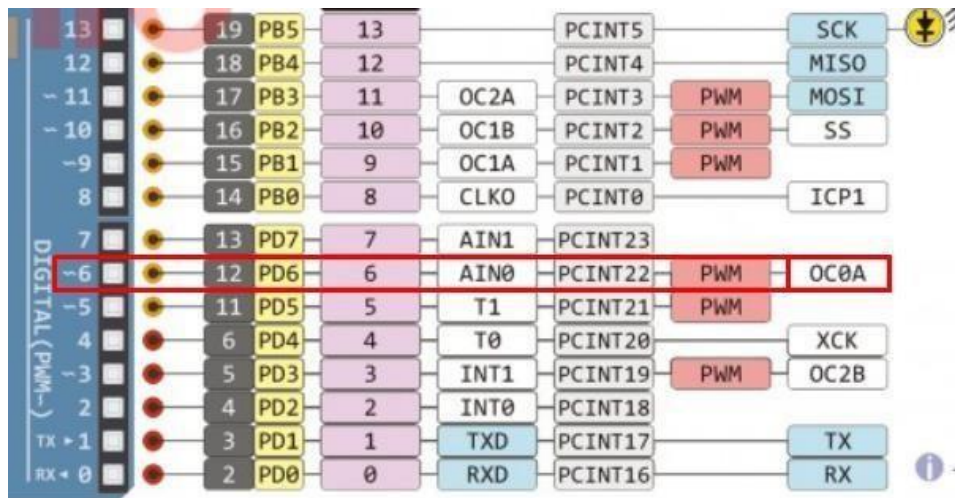 13 19 PB5 13 PCINT5 SCK
12 18 PB4 12 PCINT4 MISO
~11 17 PB3 11 OC2A PCINT3 PWM MOSI
~10 16 PB2 10 OC1B PCINT2 PWM SS
~9 15 PB1 9 OC1A PCINT1 PWM
8 14 PB0 8 CLKO PCINT0 ICP1
7 13 PD7 7 AIN1 PCINT23
~6 12 PD6 6 AIN0 PCINT22 PWM OC0A
~5 11 PD5 5 T1 PCINT21 PWM
4 6 PD4 4 T0 PCINT20 XCK
~3 5 PD3 3 INT1 PCINT19 PWM OC2B
2 4 PD2 2 INT0 PCINT18
TX ▸ 1 3 PD1 1 TXD PCINT17 TX
RX ◂ 0 2 PD0 0 RXD PCINT16 RX
DIGITAL (PWM~)